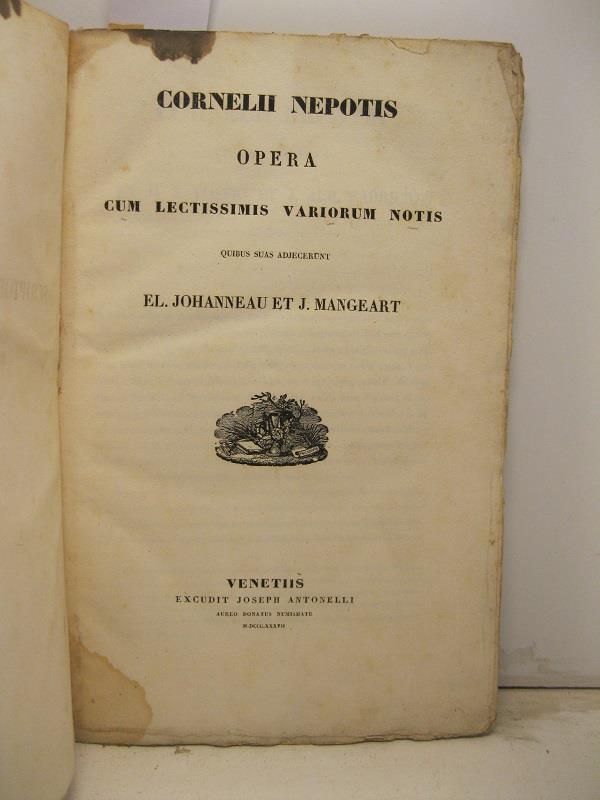 CORNELII NEPOTIS
OPERA
CUM LECTISSIMIS VARIORUM NOTIS
QUIBUS SUAS ADJECERUNT
EL. JOHANNEAU ET J. MANGEART
VENETIIS
EXCUDIT JOSEPH ANTONELLI
AUREO DONATUS NUMISMATE
M·DCCC.XXXVII